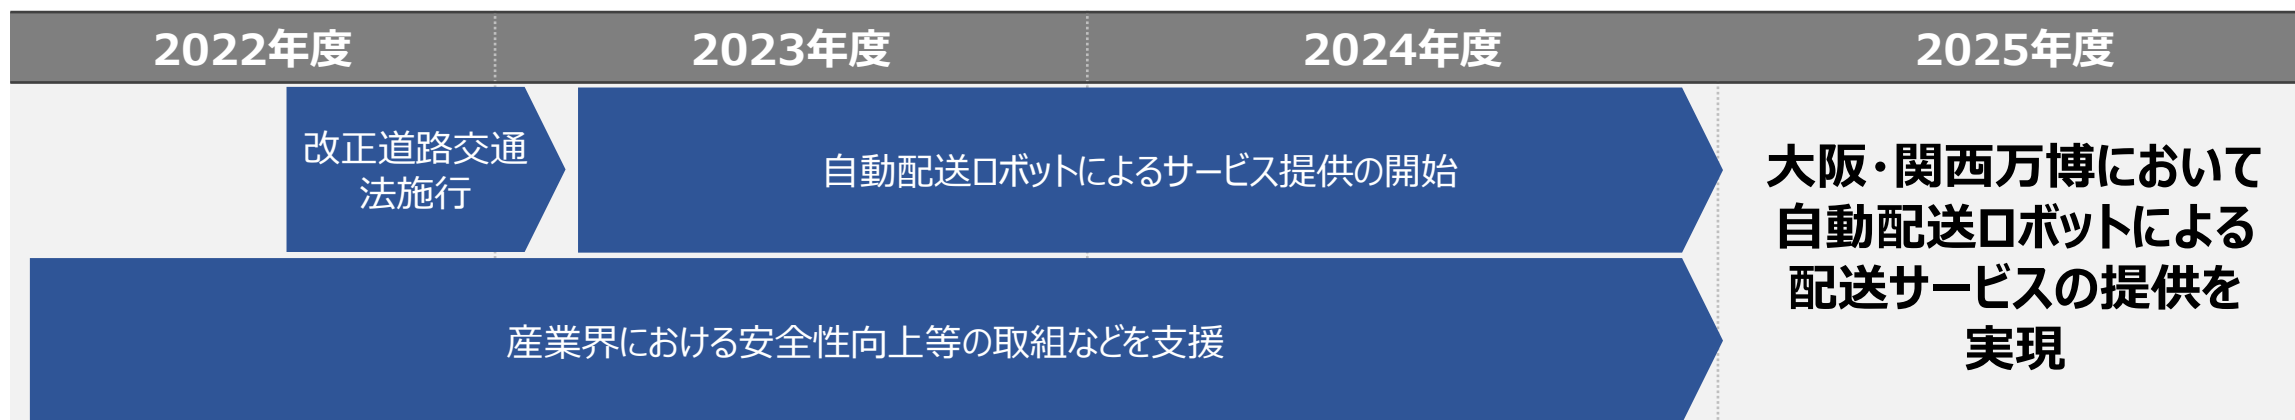 2022年度
2023年度
2024年度
2025年度
改正道路交通
法施行
自動配送ロボットによるサービス提供の開始
大阪・関西万博において
自動配送ロボットによる
配送サービスの提供を
実現
産業界における安全性向上等の取組などを支援